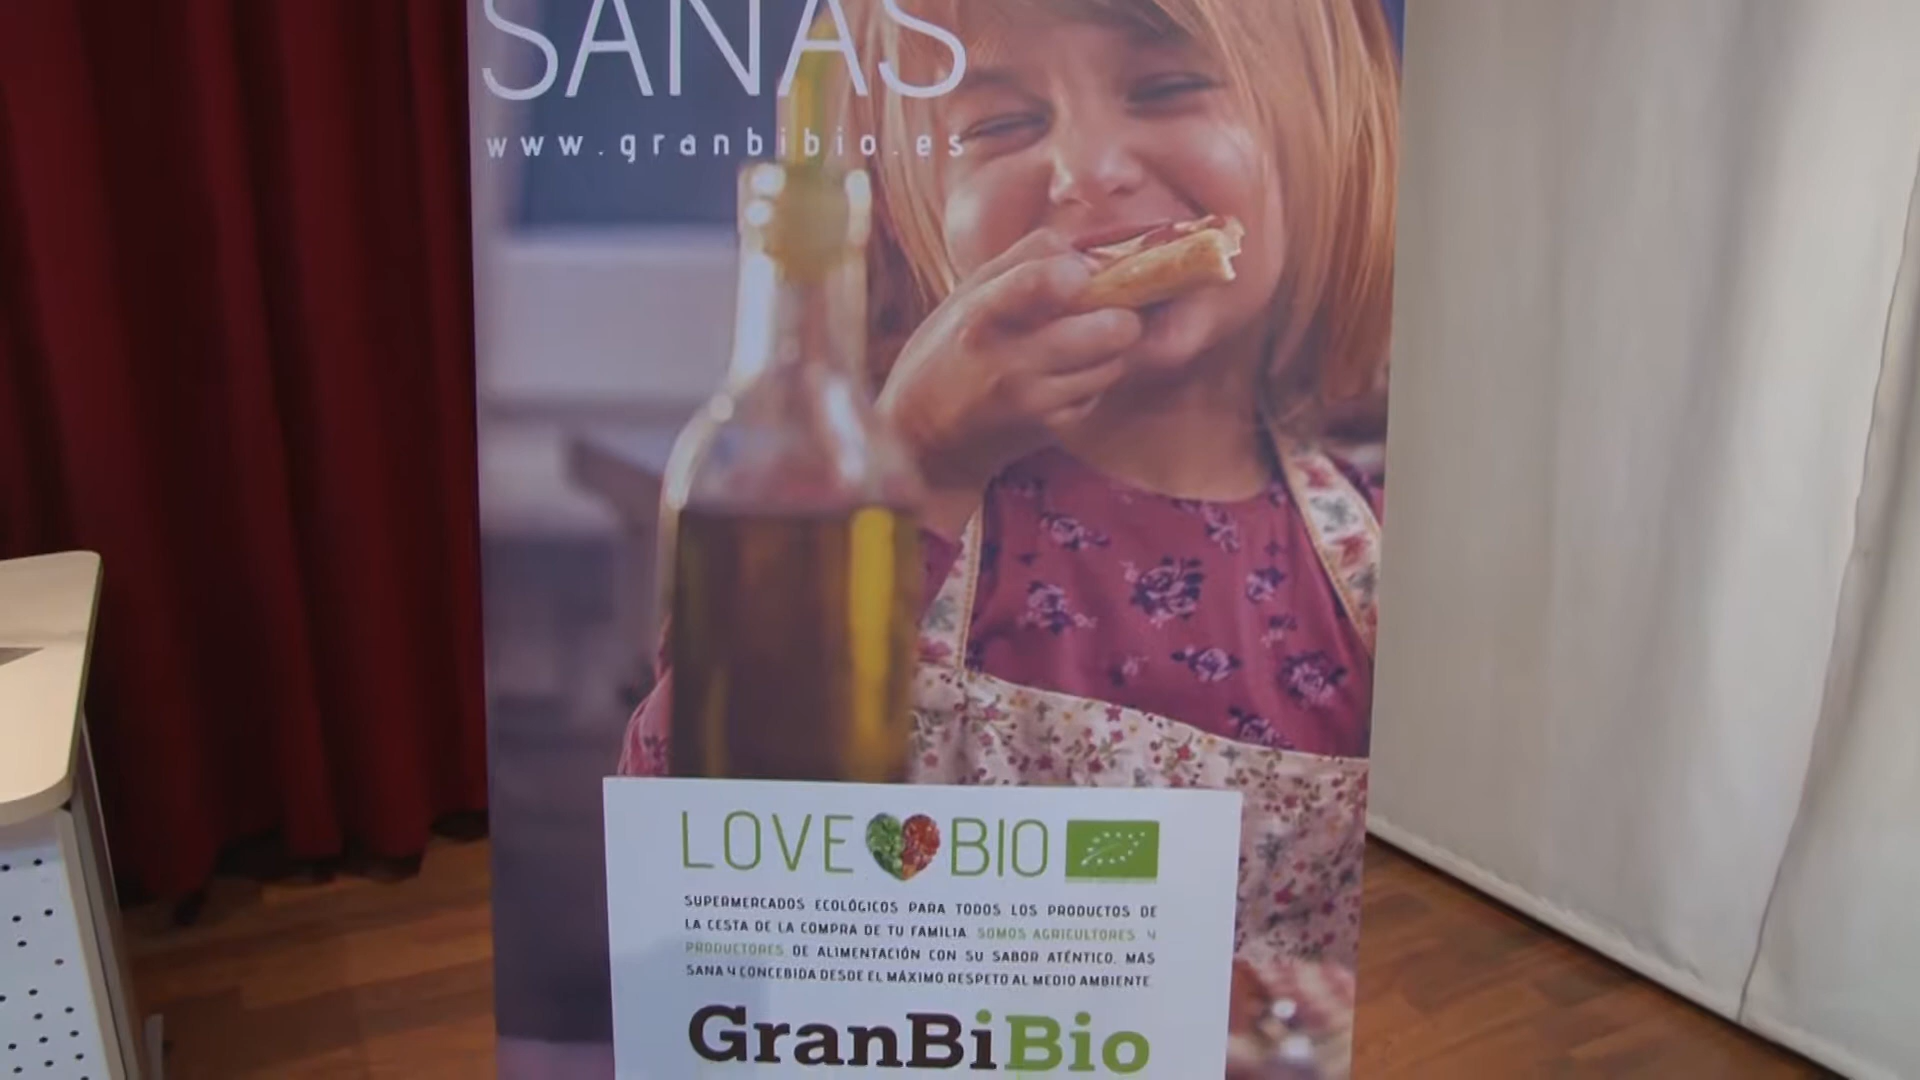 SANAS
www.granbibio.es
LOVE BIO
SUPERMERCADOS ECOLÓGICOS PARA TODOS LOS PRODUCTOS DE
LA CESTA DE LA COMPRA DE TU FAMILIA. SOMOS AGRICULTORES Y
PRODUCTORES DE ALIMENTACIÓN CON SU SABOR ATÉNTICO, MÁS
SANA Y CONCEBIDA DESDE EL MÁXIMO RESPETO AL MEDIO AMBIENTE
GranBiBio